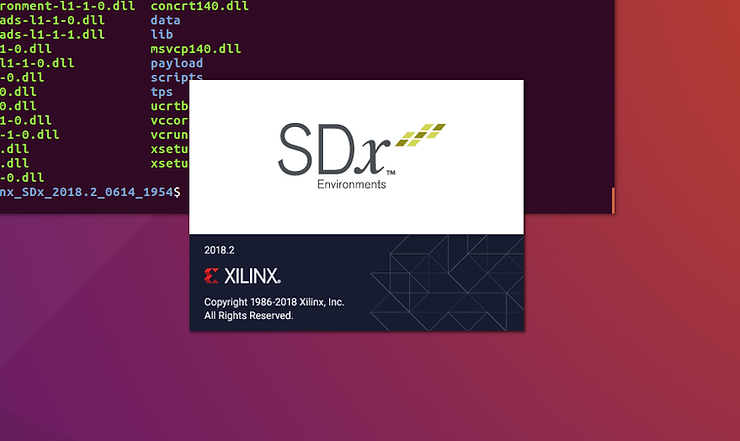 ronment-l1-1-0.dll concrt140.dll
ads-l1-1-0.dll data
ads-l1-1-1.dll lib
1-0.dll msvcp140.dll
l1-1-0.dll payload
-0.dll scripts
0.dll tps
0.dll ucrtb
1-0.dll vccor
-1-0.dll vcrun
.dll xsetu
.dll xsetu
-0.dll
nx_SDx_2018.2_0614_1954$
SDx™
Environments
2018.2
XILINX®
Copyright 1986-2018 Xilinx, Inc.
All Rights Reserved.